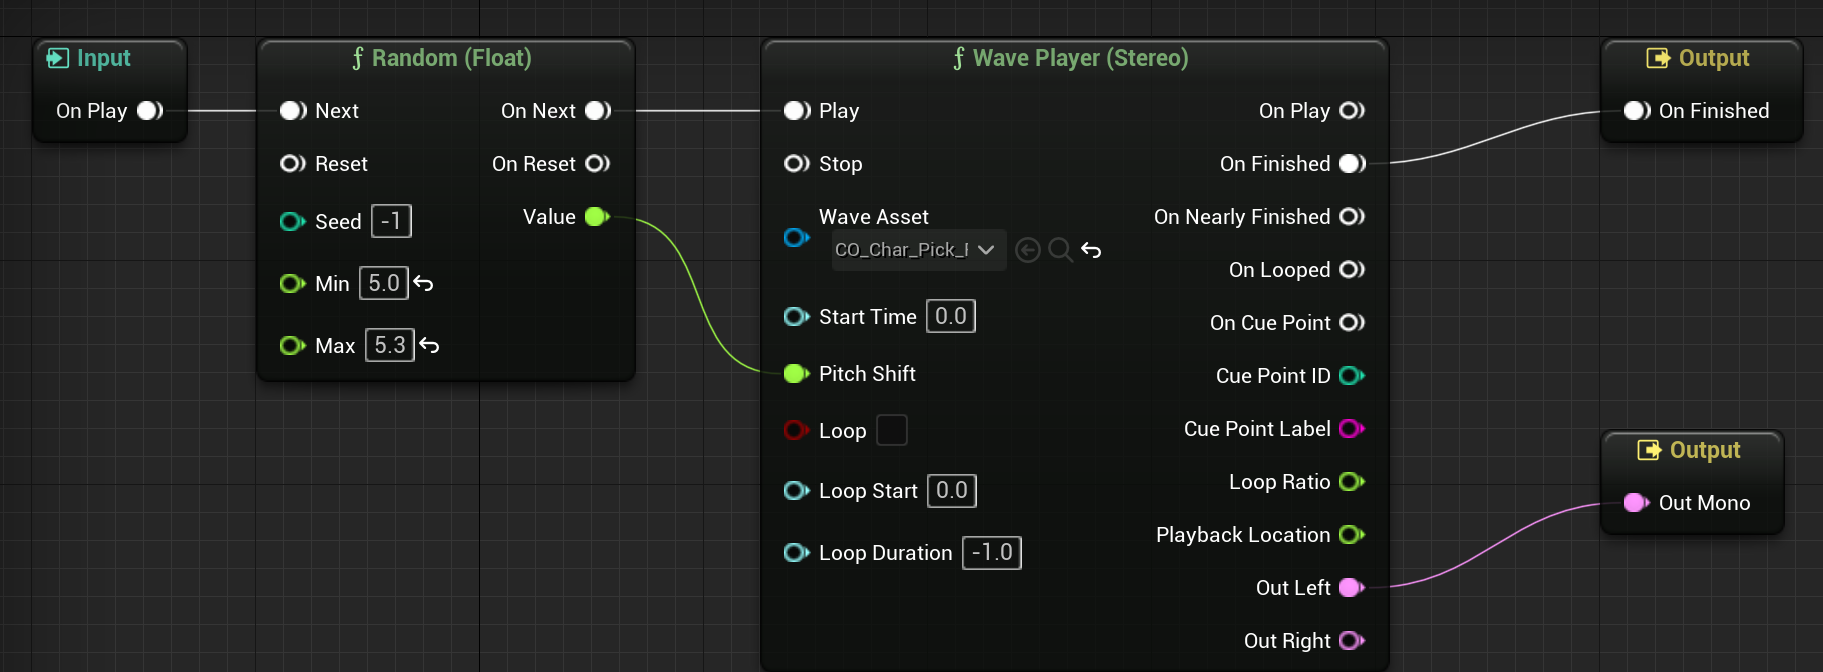 Input
On Play
Random (Float)
Next
On Next
Reset
On Reset
Seed -1
Value
Min 5.0
Max 5.3
Wave Player (Stereo)
Play
On Play
Stop
On Finished
Wave Asset
On Nearly Finished
CO_Char_Pick_
On Looped
Start Time 0.0
On Cue Point
Pitch Shift
Cue Point ID
Loop
Cue Point Label
Loop Start 0.0
Loop Ratio
Loop Duration -1.0
Playback Location
Out Left
Out Right
Output
On Finished
Output
Out Mono